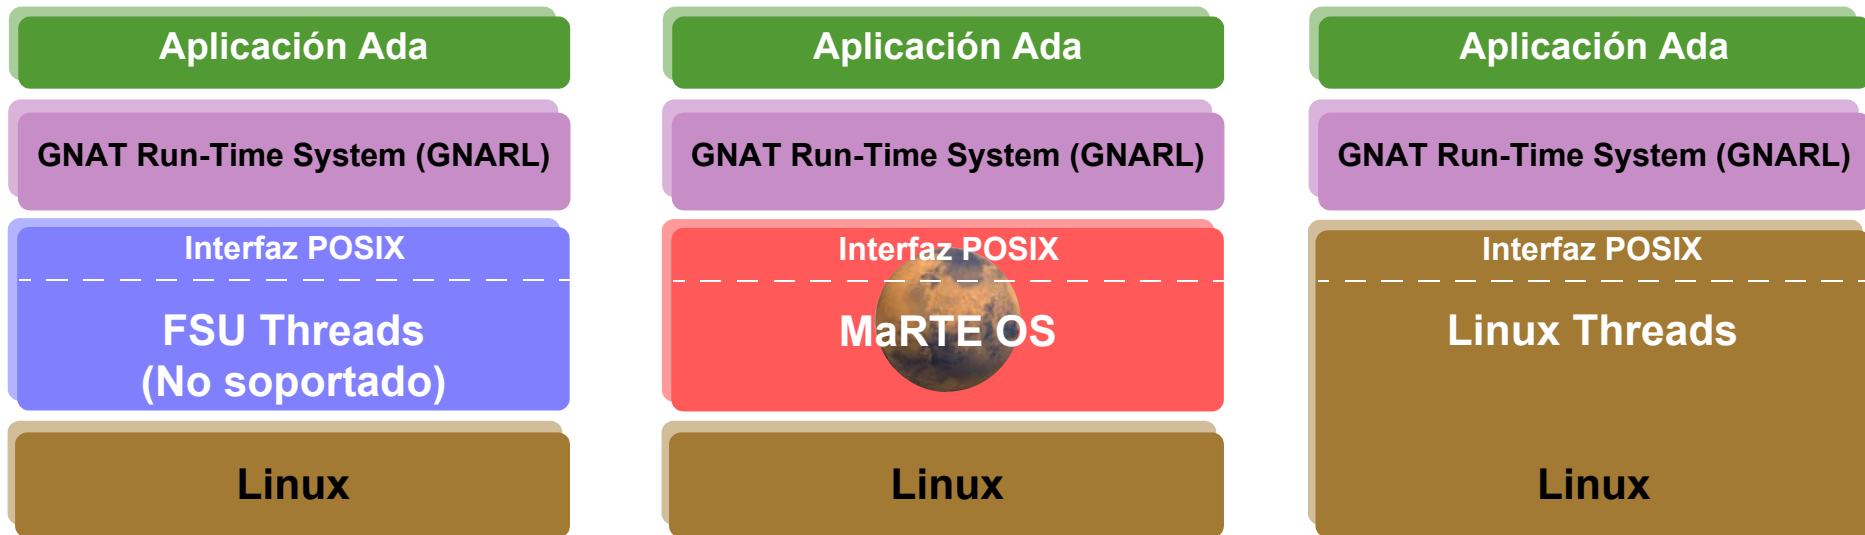 Aplicación Ada
GNAT Run-Time System (GNARL)
Interfaz POSIX
FSU Threads
(No soportado)
Linux
Aplicación Ada
GNAT Run-Time System (GNARL)
Interfaz POSIX
MaRTE OS
Linux
Aplicación Ada
GNAT Run-Time System (GNARL)
Interfaz POSIX
Linux Threads
Linux